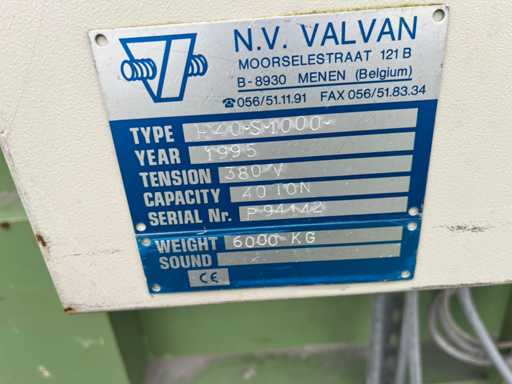 N.V. VALVAN
MOORSELESTRAAT 121 B
B-8930 MENEN (Belgium)
☎056/51.11.91 FAX 056/51.83.34
TYPE
YEAR 1995
TENSION 380 V
CAPACITY 40 TON
SERIAL Nr.
WEIGHT 6000 KG
SOUND
CE